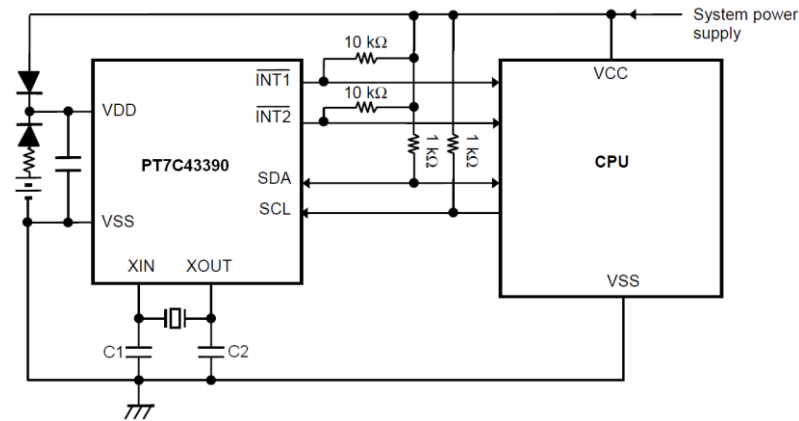 System power
supply
10 kΩ
INT1
VCC
10 kΩ
VDD
INT2
1 kΩ
1 kΩ
PT7C43390
CPU
SDA
SCL
VSS
XIN
XOUT
VSS
C1
C2